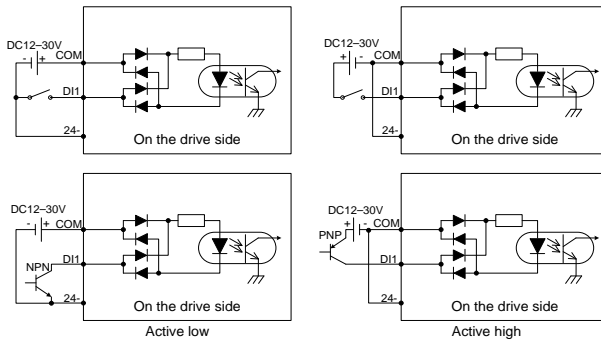 DC12–30V
- +
COM
DI1
24-
On the drive side
DC12–30V
+ -
COM
DI1
24-
On the drive side
DC12–30V
- +
COM
DI1
NPN
24-
On the drive side
Active low
DC12–30V
+ -
COM
PNP
DI1
24-
On the drive side
Active high